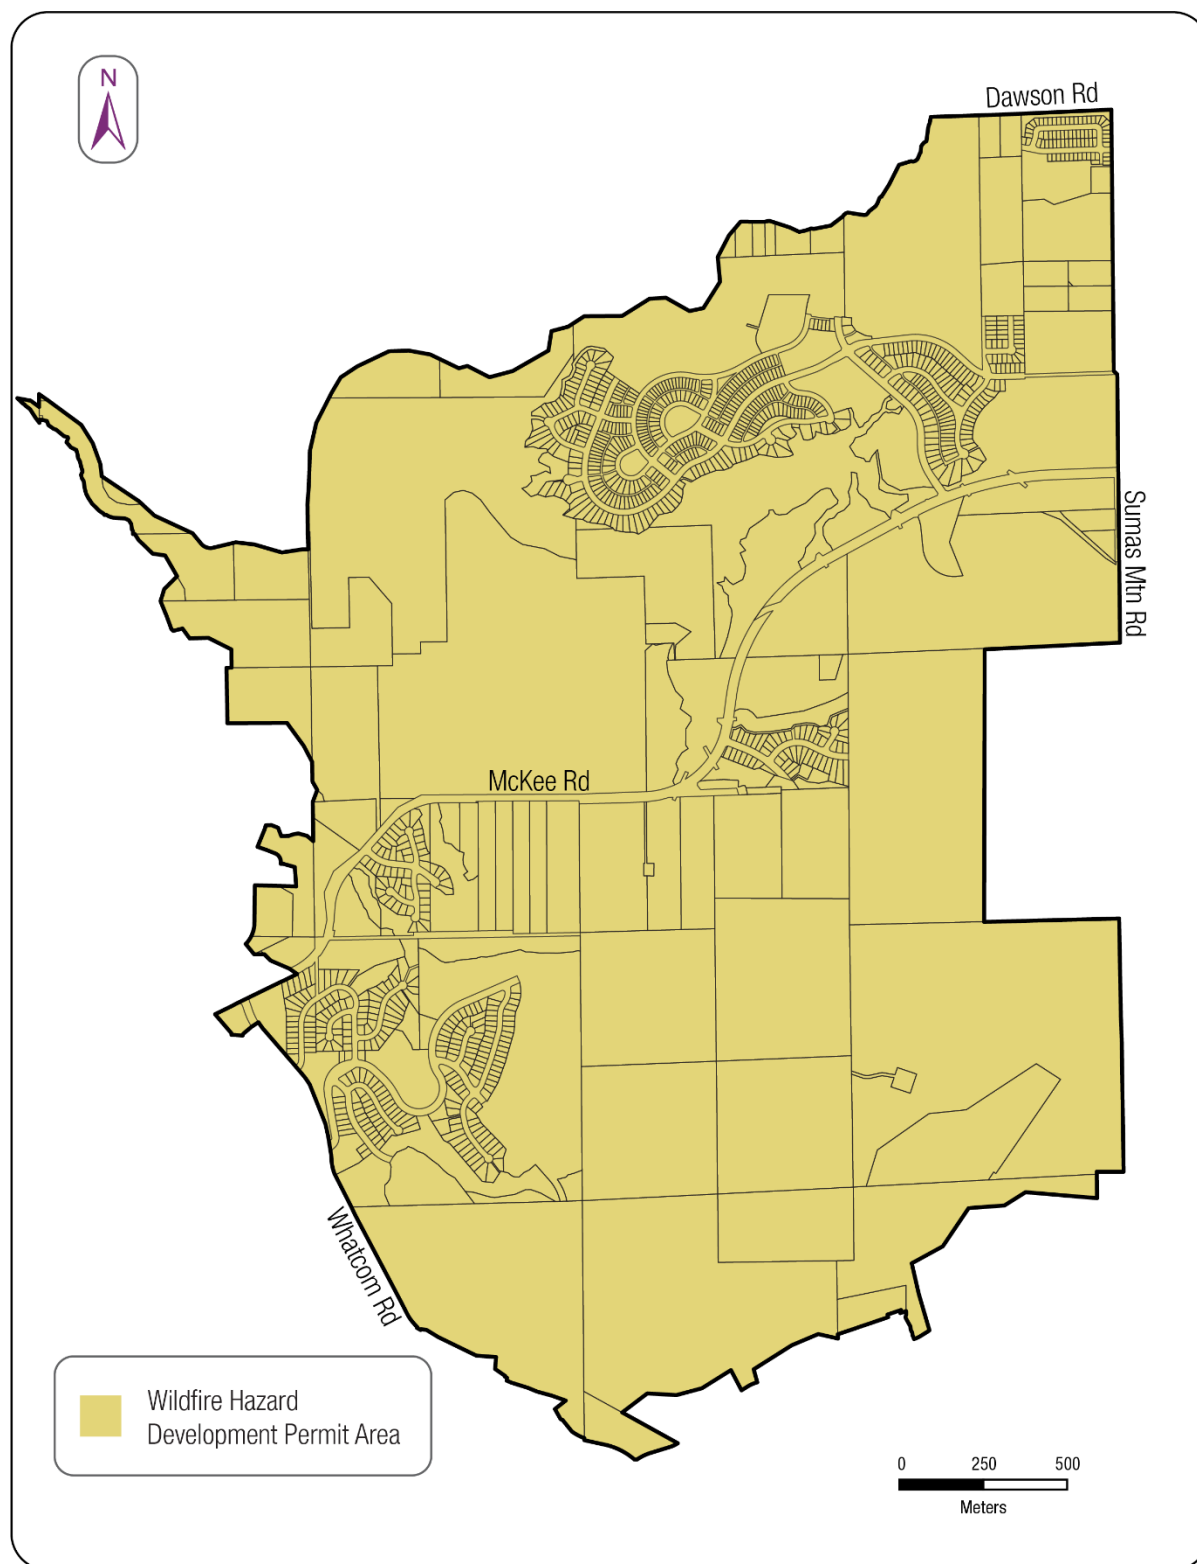 N
Dawson Rd
Sumas Mtn Rd
McKee Rd
Whatcom Rd
Wildfire Hazard
Development Permit Area
0 250 500
Meters